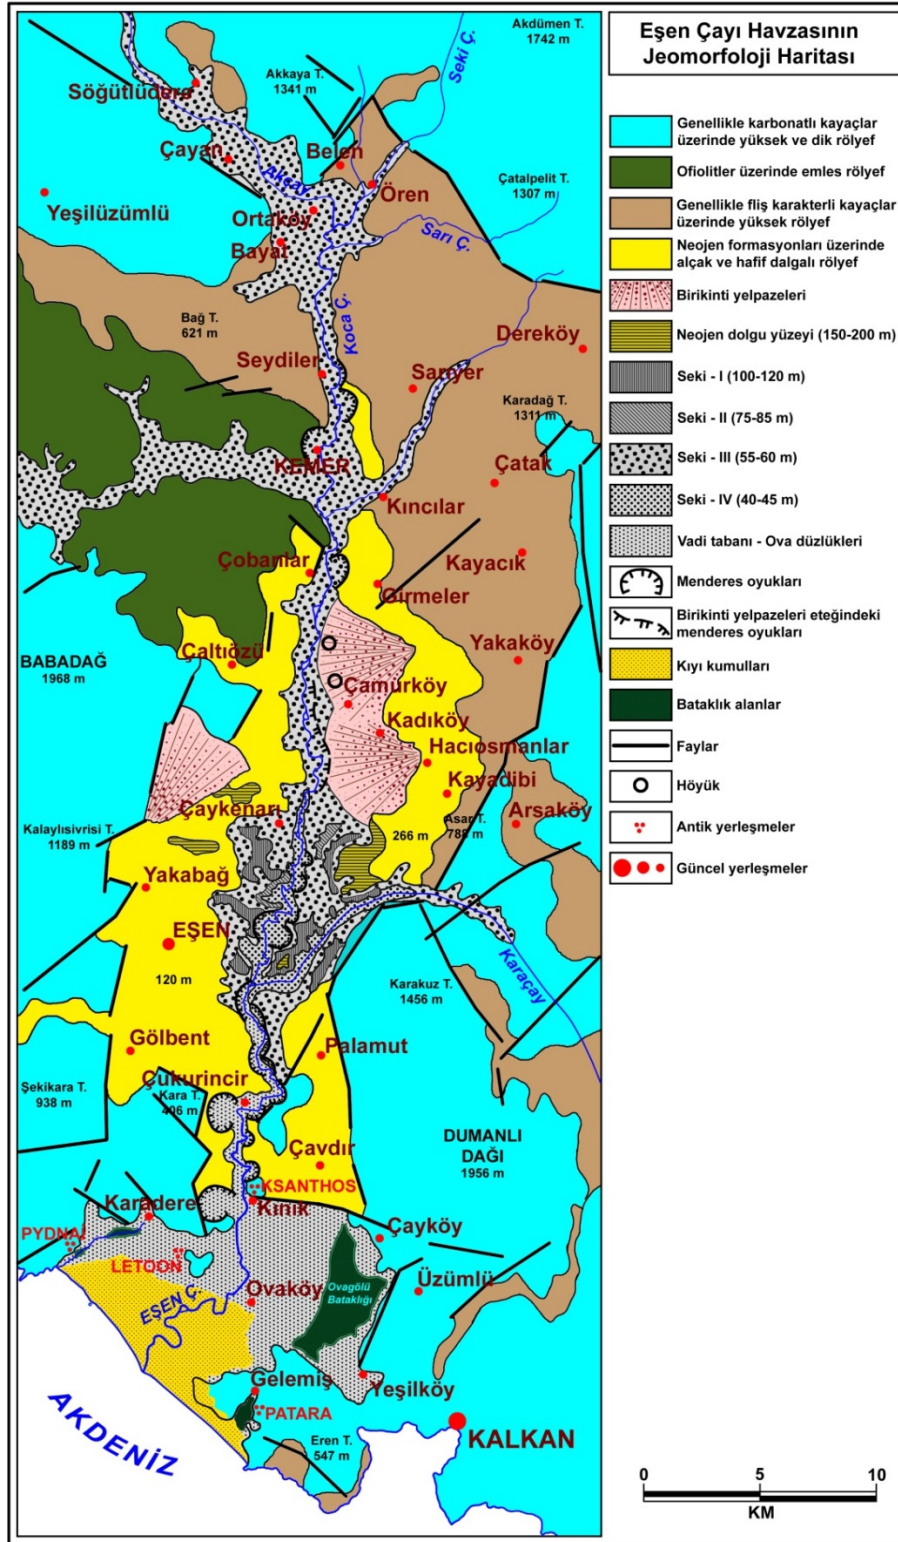 Eşen Çayı Havzasının
Jeomorfoloji Haritası
Genellikle karbonatlı kayaçlar
üzerinde yüksek ve dik rölyef
Ofiolitler üzerinde emles rölyef
Genellikle fliş karakterli kayaçlar
üzerinde yüksek rölyef
Neojen formasyonları üzerinde
alçak ve hafif dalgalı rölyef
Birikinti yelpazeleri
Neojen dolgu yüzeyi (150-200 m)
Seki - I (100-120 m)
Seki - II (75-85 m)
Seki - III (55-60 m)
Seki - IV (40-45 m)
Vadi tabanı - Ova düzlükleri
Menderes oyukları
Birikinti yelpazeleri eteğindeki
menderes oyukları
Kıyı kumulları
Bataklık alanlar
Faylar
Höyük
Antik yerleşmeler
Güncel yerleşmeler
0 5 10
KM
Akdümen T.
1742 m
Seki Ç.
Akkaya T.
1341 m
Söğütlüdere
Çayan
Belen
Akçay
Ören
Çatalpelit T.
1307 m
Yeşilüzümlü
Ortaköy
Bayat
Sarı Ç.
Bağ T.
621 m
Koca Ç.
Dereköy
Seydiler
Sarıyer
Karadağ T.
1311 m
KEMER
Çatak
Kıncılar
Kayacık
Çobanlar
Girmeler
BABADAĞ
1968 m
Çaltıözü
Yakaköy
Çamurköy
Kadıköy
Hacıosmanlar
Kayadibi
Çaykenarı
Kalaylısivrisi T.
1189 m
266 m
Asar T.
788 m
Arsaköy
Yakabağ
EŞEN
120 m
Karaçay
Karakuz T.
1456 m
Gölbent
Palamut
Şekikara T.
938 m
Çukurincir
Kara T.
406 m
DUMANLI
DAĞI
1956 m
Çavdır
KSANTHOS
Kınık
Karadere
PYDNAİ
LETOON
Çayköy
Ovagölü
Bataklığı
Üzümlü
EŞEN Ç.
Ovaköy
Gelemiş
Yeşilköy
PATARA
AKDENİZ
Eren T.
547 m
KALKAN